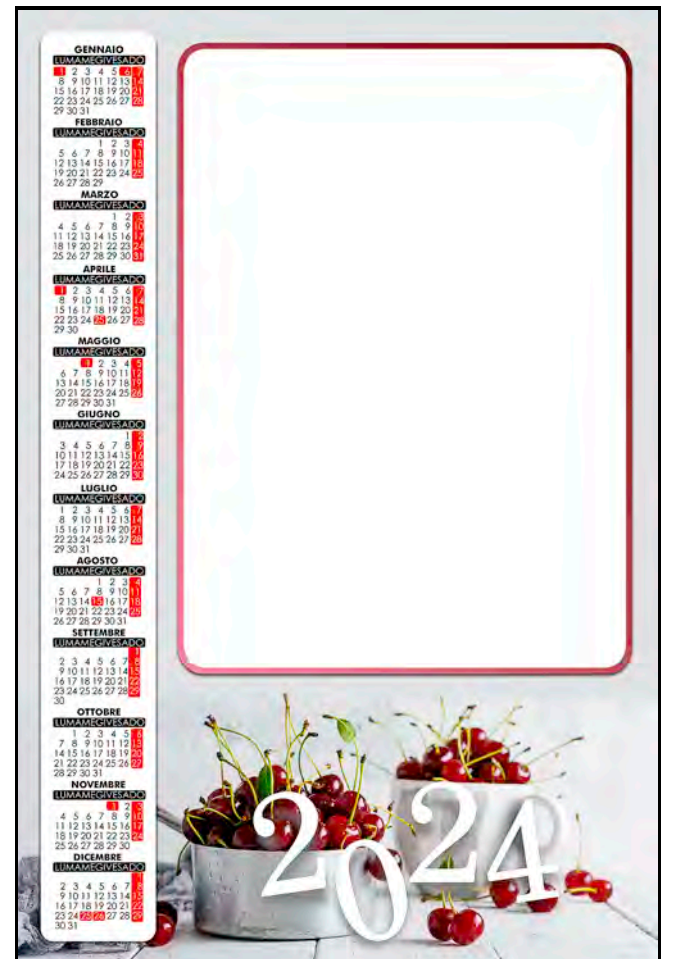 GENNAIO
LUMAMEGIVESADO
1 2 3 4 5 6 7
8 9 10 11 12 13 14
15 16 17 18 19 20 21
22 23 24 25 26 27 28
29 30 31
FEBBRAIO
LUMAMEGIVESADO
1 2 3 4
5 6 7 8 9 10 11
12 13 14 15 16 17 18
19 20 21 22 23 24 25
26 27 28 29
MARZO
LUMAMEGIVESADO
1 2 3
4 5 6 7 8 9 10
11 12 13 14 15 16 17
18 19 20 21 22 23 24
25 26 27 28 29 30 31
APRILE
LUMAMEGIVESADO
1 2 3 4 5 6 7
8 9 10 11 12 13 14
15 16 17 18 19 20 21
22 23 24 25 26 27 28
29 30
MAGGIO
LUMAMEGIVESADO
1 2 3 4 5
6 7 8 9 10 11 12
13 14 15 16 17 18 19
20 21 22 23 24 25 26
27 28 29 30 31
GIUGNO
LUMAMEGIVESADO
1 2
3 4 5 6 7 8 9
10 11 12 13 14 15 16
17 18 19 20 21 22 23
24 25 26 27 28 29 30
LUGLIO
LUMAMEGIVESADO
1 2 3 4 5 6 7
8 9 10 11 12 13 14
15 16 17 18 19 20 21
22 23 24 25 26 27 28
29 30 31
AGOSTO
LUMAMEGIVESADO
1 2 3 4
5 6 7 8 9 10 11
12 13 14 15 16 17 18
19 20 21 22 23 24 25
26 27 28 29 30 31
SETTEMBRE
LUMAMEGIVESADO
1
2 3 4 5 6 7 8
9 10 11 12 13 14 15
16 17 18 19 20 21 22
23 24 25 26 27 28 29
30
OTTOBRE
LUMAMEGIVESADO
1 2 3 4 5 6
7 8 9 10 11 12 13
14 15 16 17 18 19 20
21 22 23 24 25 26 27
28 29 30 31
NOVEMBRE
LUMAMEGIVESADO
1 2 3
4 5 6 7 8 9 10
11 12 13 14 15 16 17
18 19 20 21 22 23 24
25 26 27 28 29 30
DICEMBRE
LUMAMEGIVESADO
1
2 3 4 5 6 7 8
9 10 11 12 13 14 15
16 17 18 19 20 21 22
23 24 25 26 27 28 29
30 31
2024